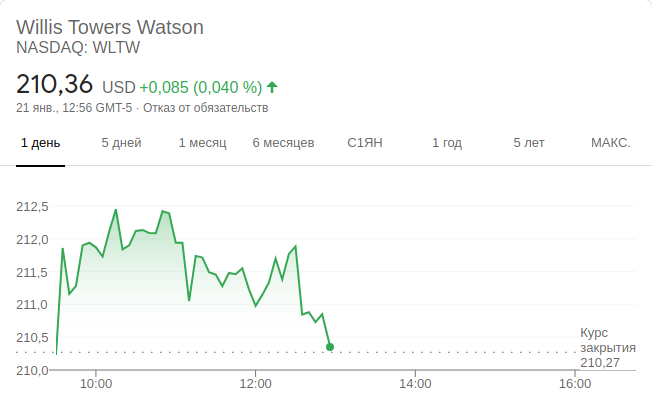 Willis Towers Watson
NASDAQ: WLTW
210,36 USD +0,085 (0,040 %)
21 янв., 12:56 GMT-5 · Отказ от обязательств
1 день 5 дней 1 месяц 6 месяцев С1ЯН 1 год 5 лет МАКС.
212,5
212,0
211,5
211,0
210,5
210,0
Курс
закрытия
210,27
10:00 12:00 14:00 16:00